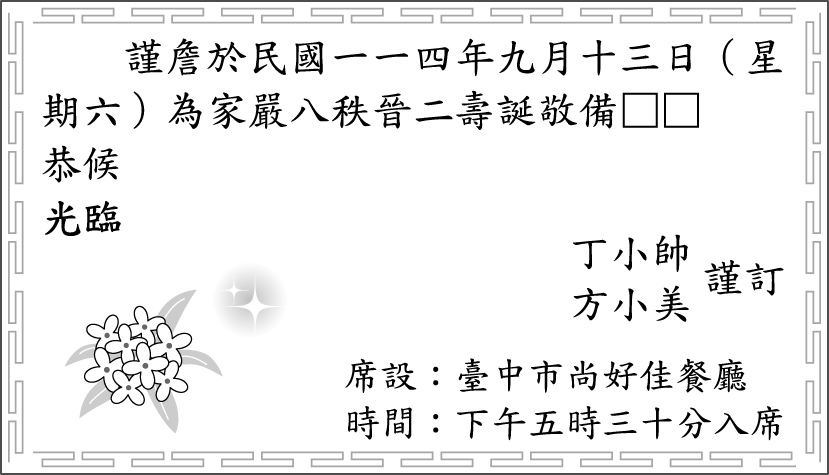 謹詹於民國一一四年九月十三日（星
期六）為家嚴八秩晉二壽誕敬備□□
恭候
光臨
丁小帥
方小美
謹訂
席設：臺中市尚好佳餐廳
時間：下午五時三十分入席